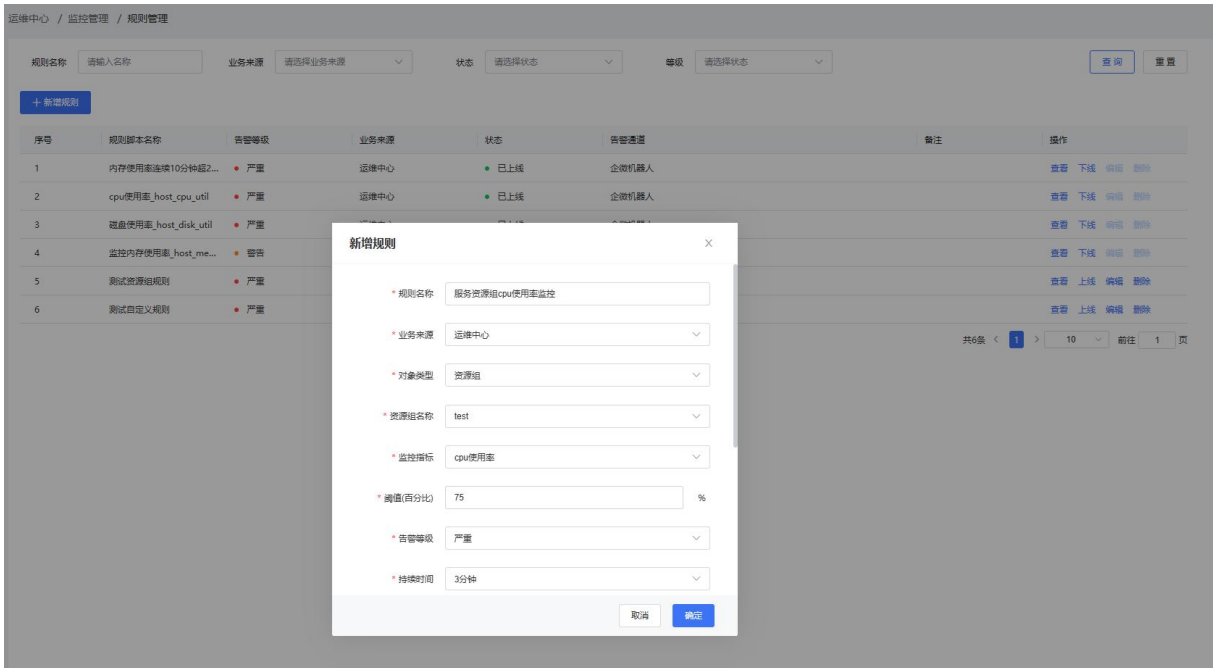 运维中心 / 监控管理 / 规则管理
规则名称 请输入名称 业务来源 请选择业务来源 状态 请选择状态 等级 请选择状态 查询 重置
+ 新增规则
序号 规则脚本名称 告警等级 业务来源 状态 告警通道 备注 操作
1 内存使用率连续10分钟超2... 严重 运维中心 已上线 企微机器人 查看 下线 编辑 删除
2 cpu使用率_host_cpu_util 严重 运维中心 已上线 企微机器人 查看 下线 编辑 删除
3 磁盘使用率_host_disk_util 严重 查看 下线 编辑 删除
4 监控内存使用率_host_me... 警告 查看 下线 编辑 删除
5 测试资源组规则 严重 查看 上线 编辑 删除
6 测试自定义规则 严重 查看 上线 编辑 删除
共6条 < 1 > 10 前往 1 页
新增规则 X
* 规则名称 服务资源组cpu使用率监控
* 业务来源 运维中心
* 对象类型 资源组
* 资源组名称 test
* 监控指标 cpu使用率
* 阈值(百分比) 75 %
* 告警等级 严重
* 持续时间 3分钟
取消 确定